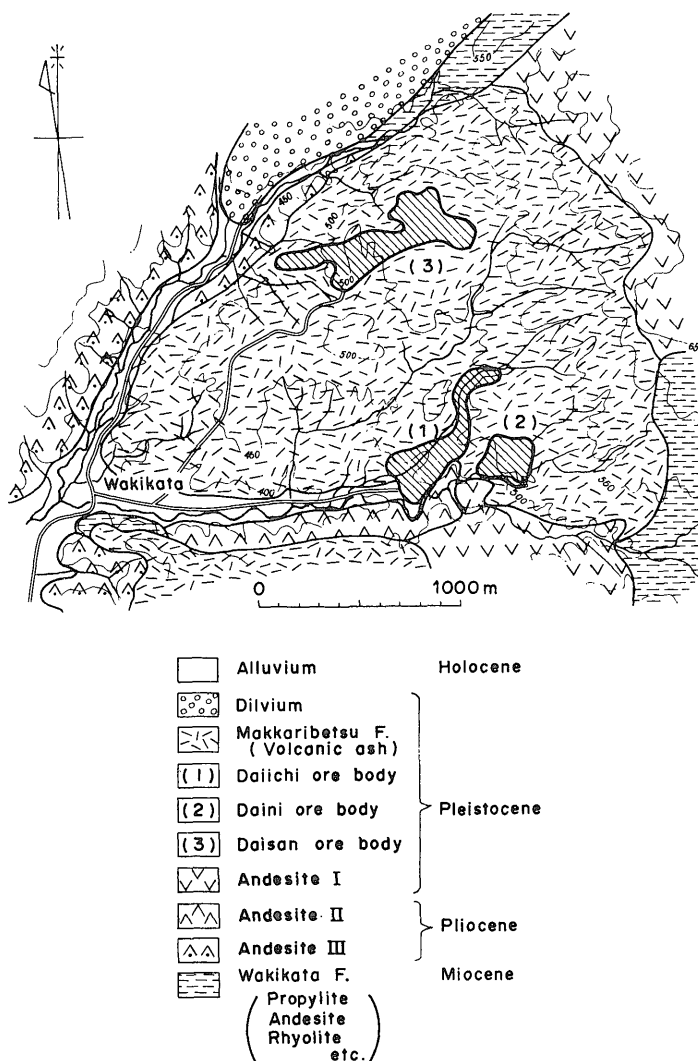 550
450
500
(3)
500
500
650
(1)
(2)
450
Wakikata
400
500
560
0 1000 m
Alluvium Holocene
Dilvium
Makkaribetsu F.
(Volcanic ash)
(1) Daiichi ore body
(2) Daini ore body Pleistocene
(3) Daisan ore body
Andesite I
Andesite II
Pliocene
Andesite III
Wakikata F. Miocene
Propylite
Andesite
Rhyolite
etc.